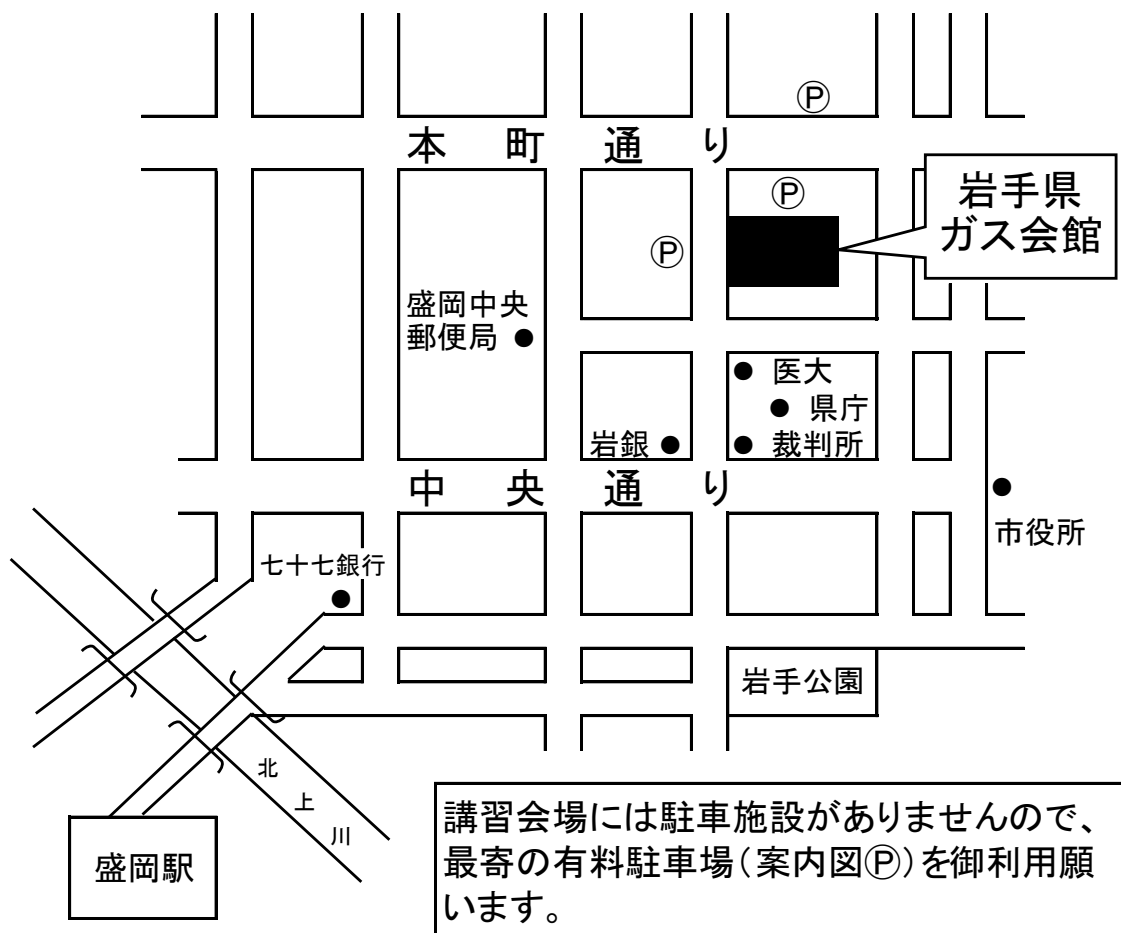 Ⓟ
本町通り
Ⓟ
岩手県
ガス会館
Ⓟ
盛岡中央
郵便局
医大
県庁
岩銀
裁判所
中央通り
市役所
七十七銀行
岩手公園
北上川
盛岡駅
講習会場には駐車施設がありませんので、
最寄の有料駐車場(案内図Ⓟ)を御利用願
います。